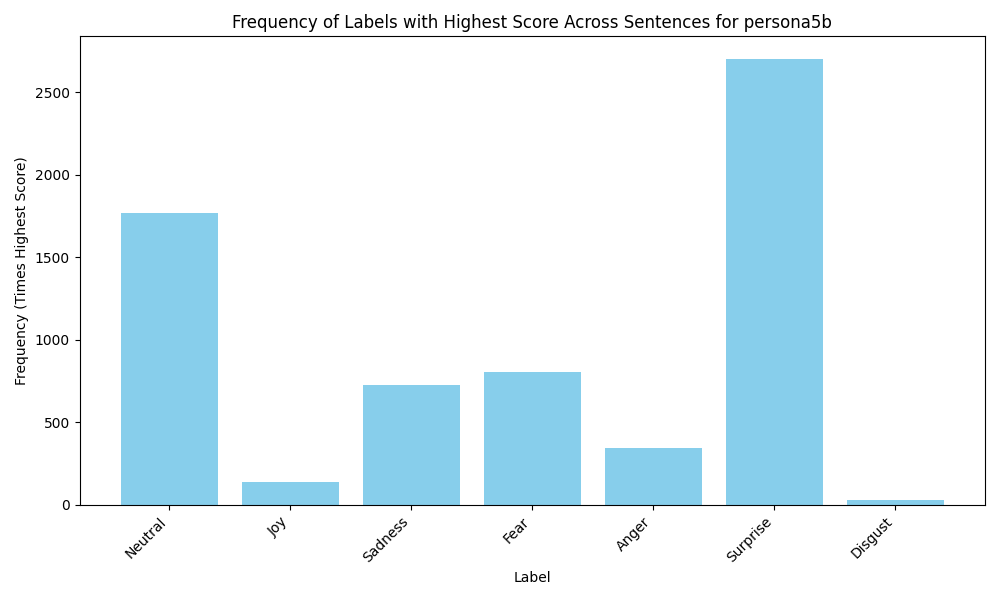 Frequency of Labels with Highest Score Across Sentences for persona5b
Frequency (Times Highest Score)
2500
2000
1500
1000
500
0
Neutral
Joy
Sadness
Fear
Anger
Surprise
Disgust
Label